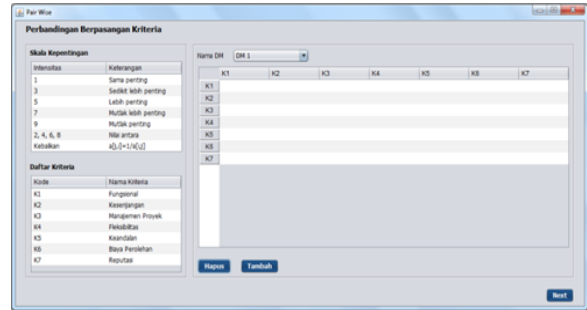 Pair Wise
Perbandingan Berpasangan Kriteria
Skala Kepentingan
Intensitas Keterangan
1 Sama penting
3 Sedikit lebih penting
5 Lebih penting
7 Mutlak lebih penting
9 Mutlak penting
2, 4, 6, 8 Nilai antara
Kebalikan a[j,i]=1/a[i,j]
Daftar Kriteria
Kode Nama Kriteria
K1 Fungsional
K2 Kesenjangan
K3 Manajemen Proyek
K4 Fleksibilitas
K5 Keandalan
K6 Biaya Perolehan
K7 Reputasi
Nama DM DM 1
K1 K2 K3 K4 K5 K6 K7
K1
K2
K3
K4
K5
K6
K7
Hapus Tambah
Next